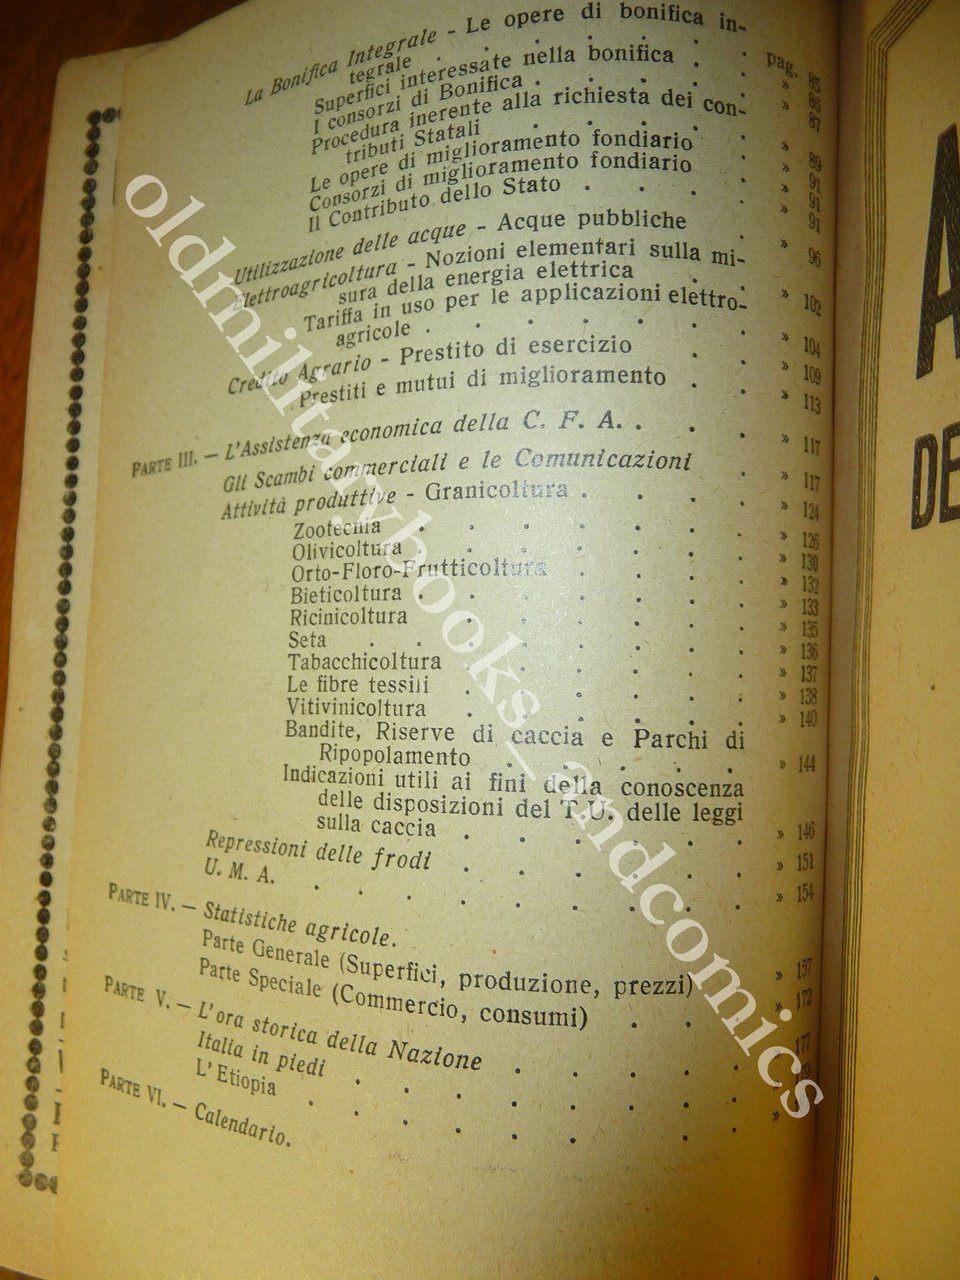 La Bonifica Integrale - Le opere di bonifica in-
tegrale . . . . . . pag. 85
Superfici interessate nella bonifica . . » 86
I consorzi di Bonifica . . . . . » 87
Procedura inerente alla richiesta dei con-
tributi Statali . . . . . » 89
Le opere di miglioramento fondiario . » 91
Consorzi di miglioramento fondiario . » 91
Il Contributo dello Stato . . . . » 91
Utilizzazione delle acque - Acque pubbliche » 96
Elettroagricoltura - Nozioni elementari sulla mi-
sura della energia elettrica . . » 102
Tariffa in uso per le applicazioni elettro-
agricole . . . . . . . » 104
Credito Agrario - Prestito di esercizio . . » 109
Prestiti e mutui di miglioramento . . » 113
PARTE III. — L'Assistenza economica della C. F. A. . . . » 117
Gli Scambi commerciali e le Comunicazioni » 117
Attività produttive - Granicoltura . . . . » 124
Zootecnia . . . . . . . » 126
Olivicoltura . . . . . . . » 130
Orto-Floro-Frutticoltura . . . . » 132
Bieticoltura . . . . . . . » 133
Ricinicoltura . . . . . . » 135
Seta . . . . . . . . » 136
Tabacchicoltura . . . . . » 137
Le fibre tessili . . . . . . » 138
Vitivinicoltura . . . . . . » 140
Bandite, Riserve di caccia e Parchi di
Ripopolamento . . . . . » 144
Indicazioni utili ai fini della conoscenza
delle disposizioni del T.U. delle leggi
sulla caccia . . . . . . » 146
Repressioni delle frodi . . . . . . » 151
U. M. A. . . . . . . . . . » 154
PARTE IV. — Statistiche agricole.
Parte Generale (Superfici, produzione, prezzi) » 157
Parte Speciale (Commercio, consumi) . . » 172
PARTE V. — L'ora storica della Nazione . . . . . » 177
Italia in piedi . . . . . . . . »
L'Etiopia . . . . . . . . »
PARTE VI. — Calendario.
A
DE
oldmilitarybooks_andcomics